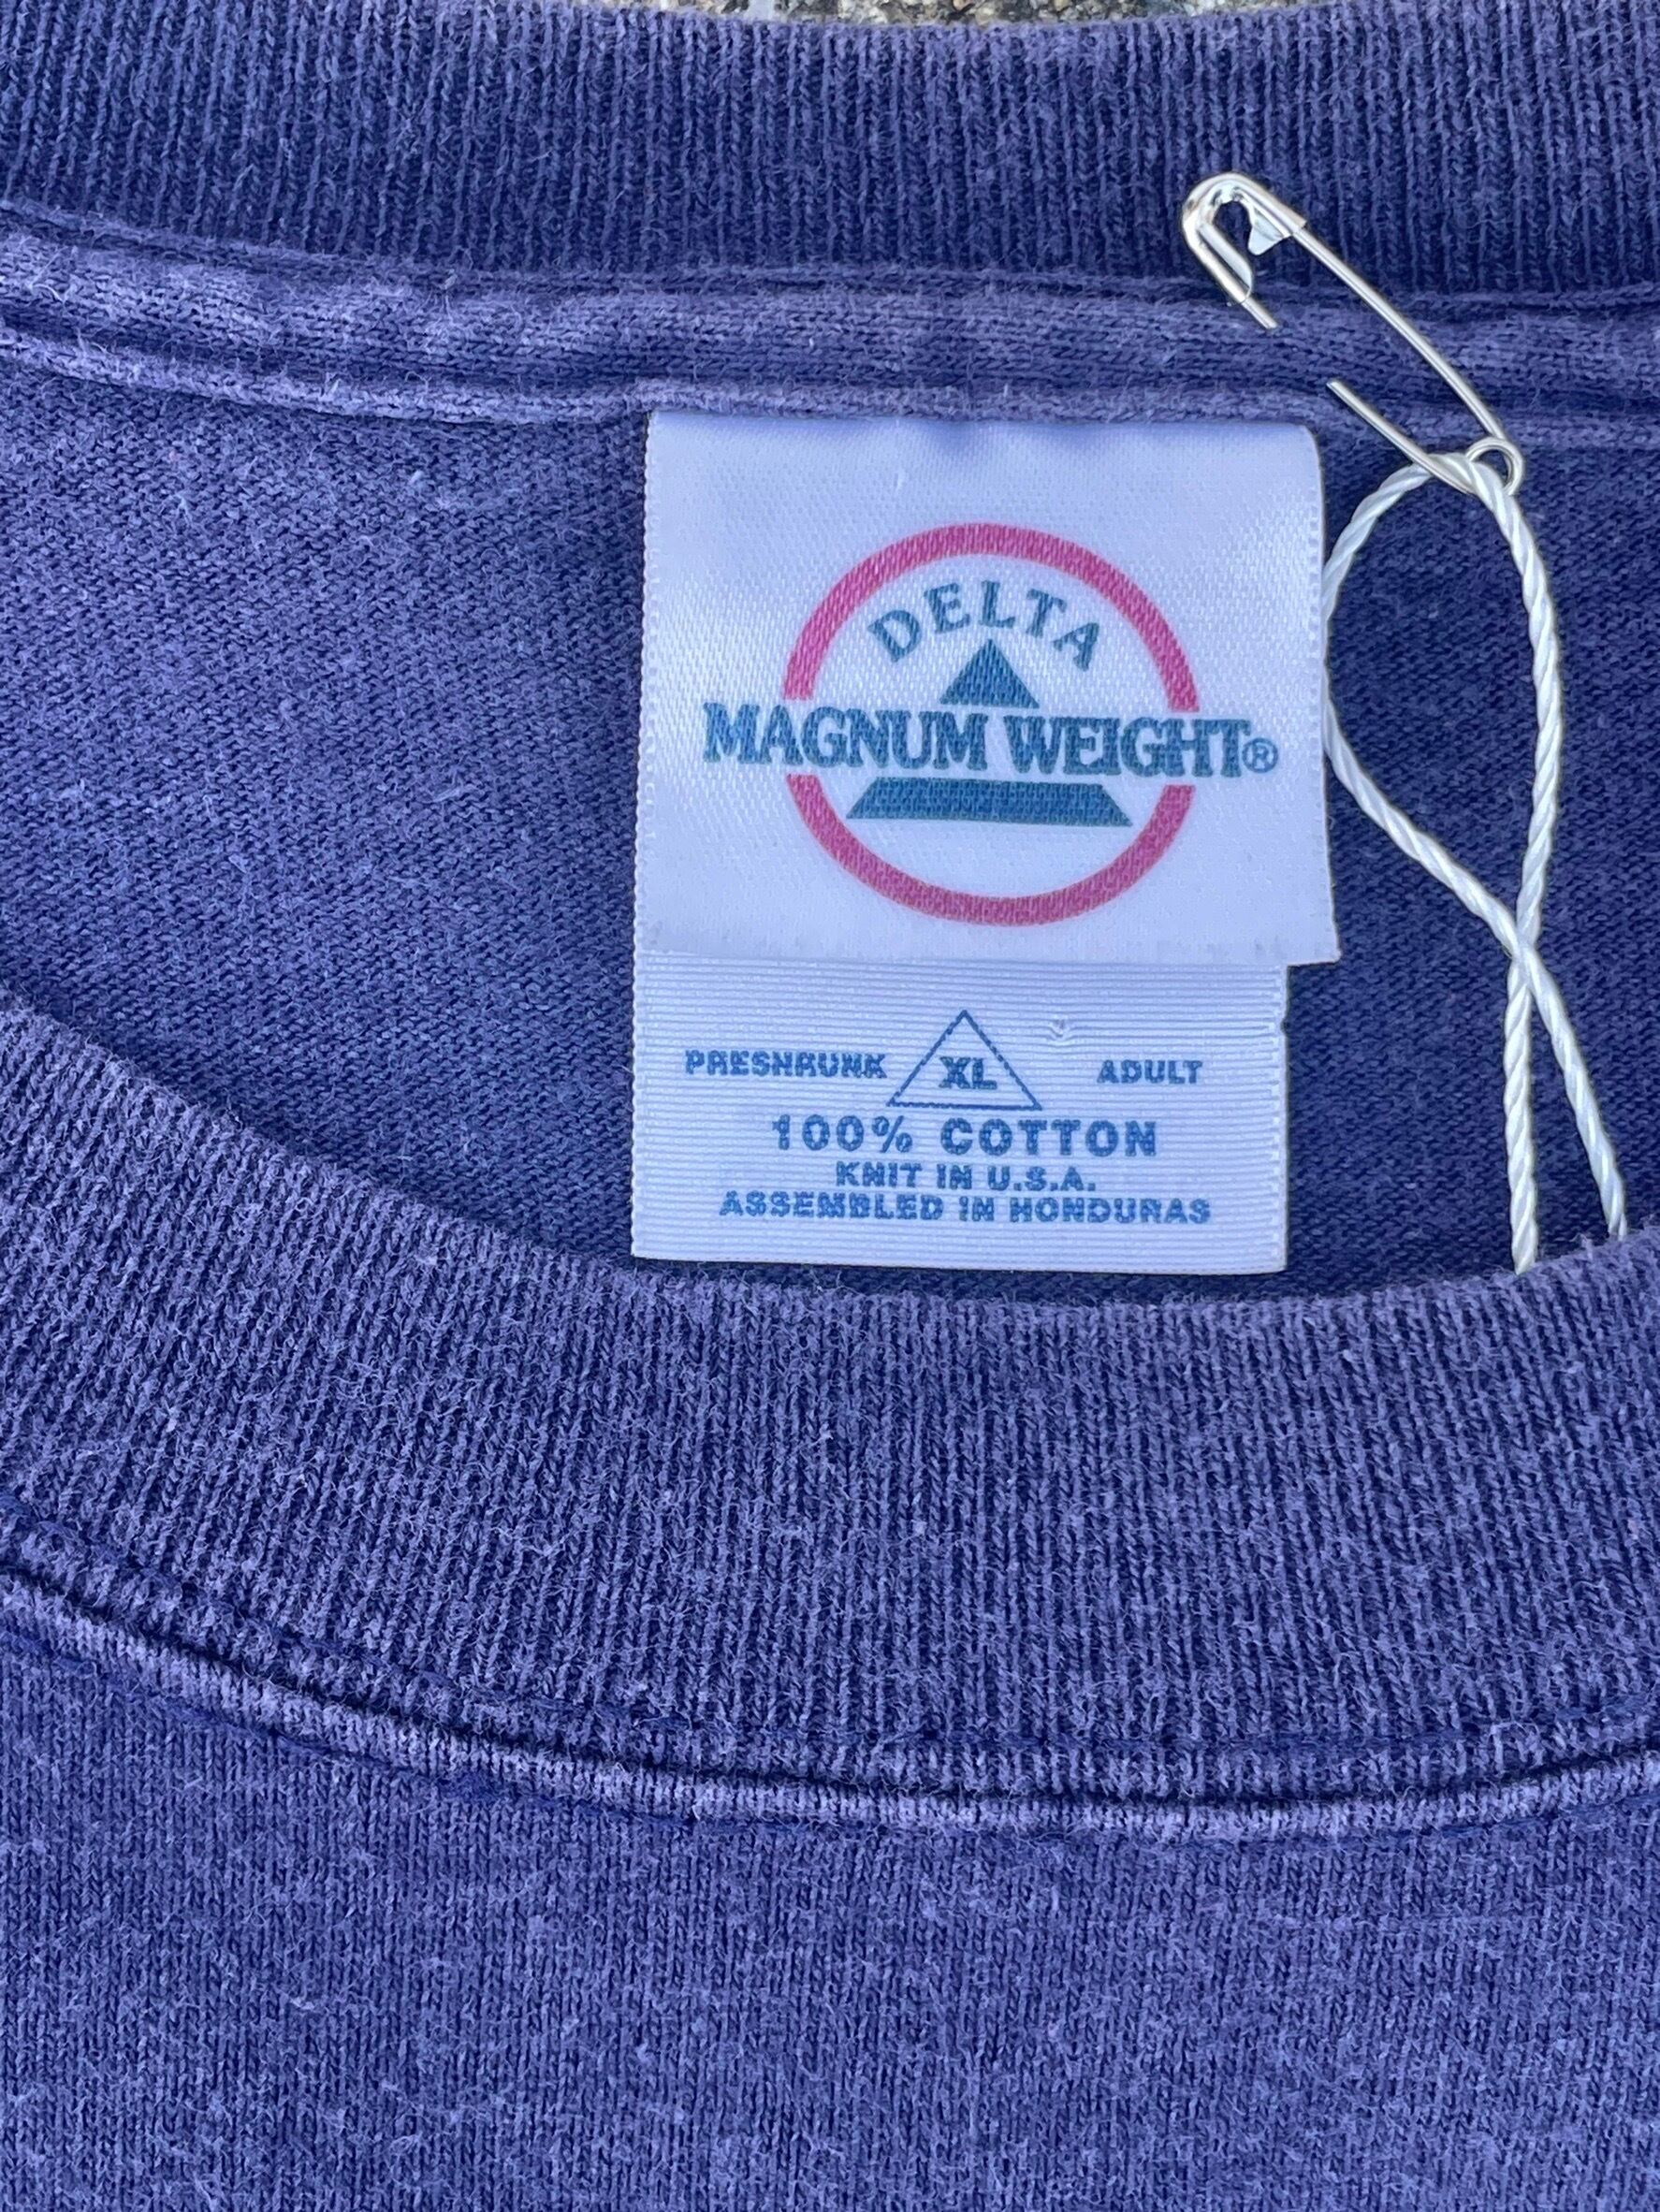 DELTA
MAGNUM WEIGHT®
PRESHRUNK XL ADULT
100% COTTON
KNIT IN U.S.A.
ASSEMBLED IN HONDURAS